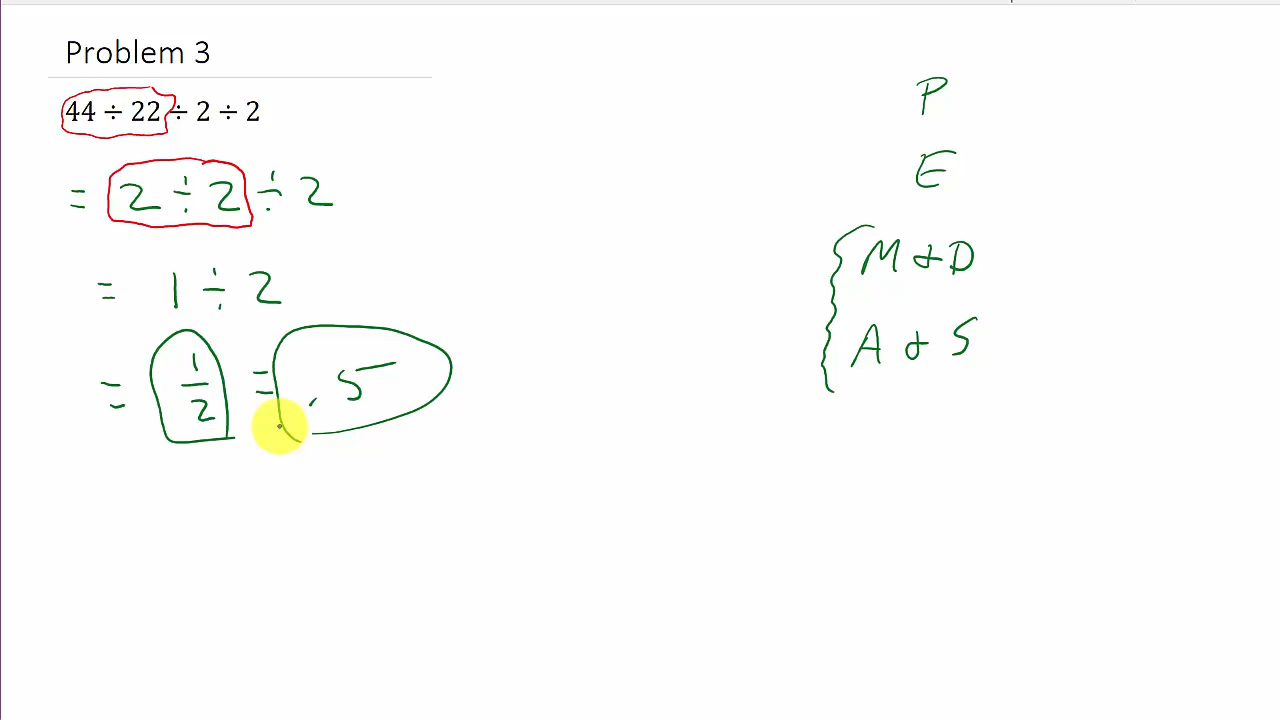 Problem 3
44 ÷ 22 ÷ 2 ÷ 2
= 2 ÷ 2 ÷ 2
= 1 ÷ 2
= 1/2 = .5
P
E
M & D
A & S